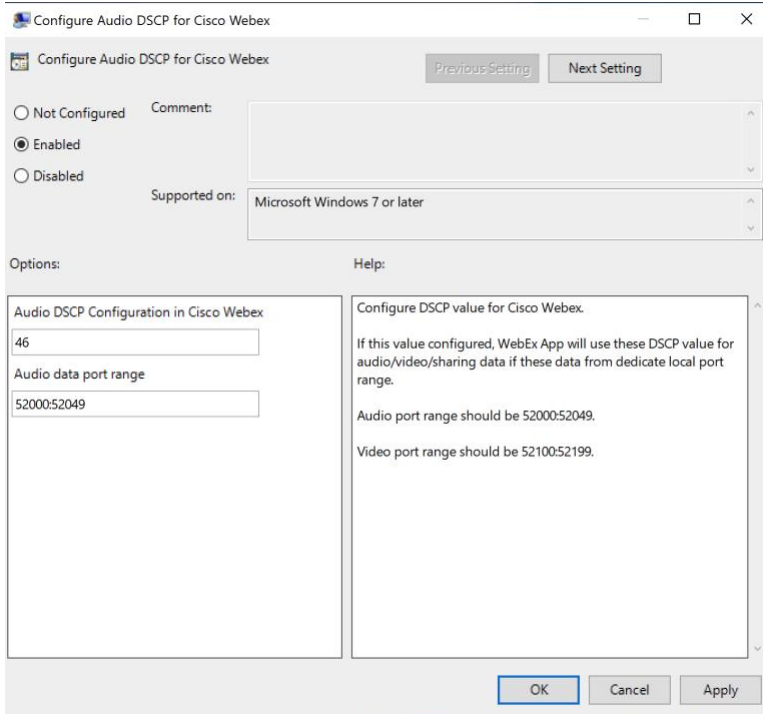 Configure Audio DSCP for Cisco Webex
Configure Audio DSCP for Cisco Webex
Previous Setting
Next Setting
Not Configured
Comment:
Enabled
Disabled
Supported on:
Microsoft Windows 7 or later
Options:
Help:
Audio DSCP Configuration in Cisco Webex
46
Audio data port range
52000:52049
Configure DSCP value for Cisco Webex.
If this value configured, WebEx App will use these DSCP value for
audio/video/sharing data if these data from dedicate local port
range.
Audio port range should be 52000:52049.
Video port range should be 52100:52199.
OK
Cancel
Apply